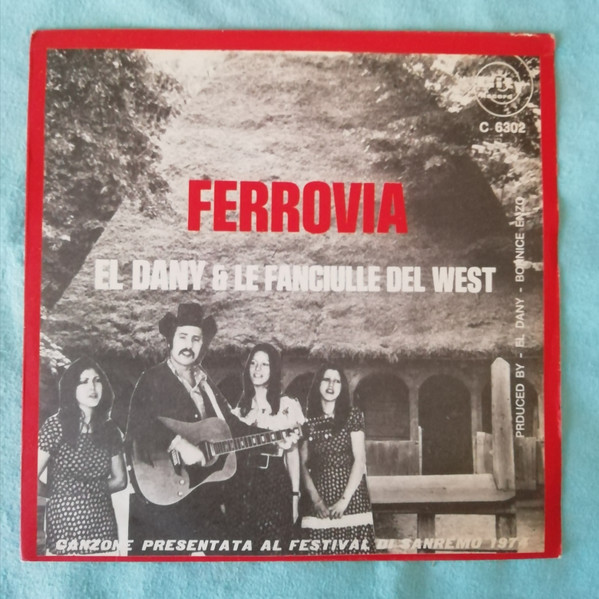 Record
C 6302
FERROVIA
EL DANY & LE FANCIULLE DEL WEST
PRDUCED BY - EL DANY - BONNICE ENZO
CANZONE PRESENTATA AL FESTIVAL DI SANREMO 1974